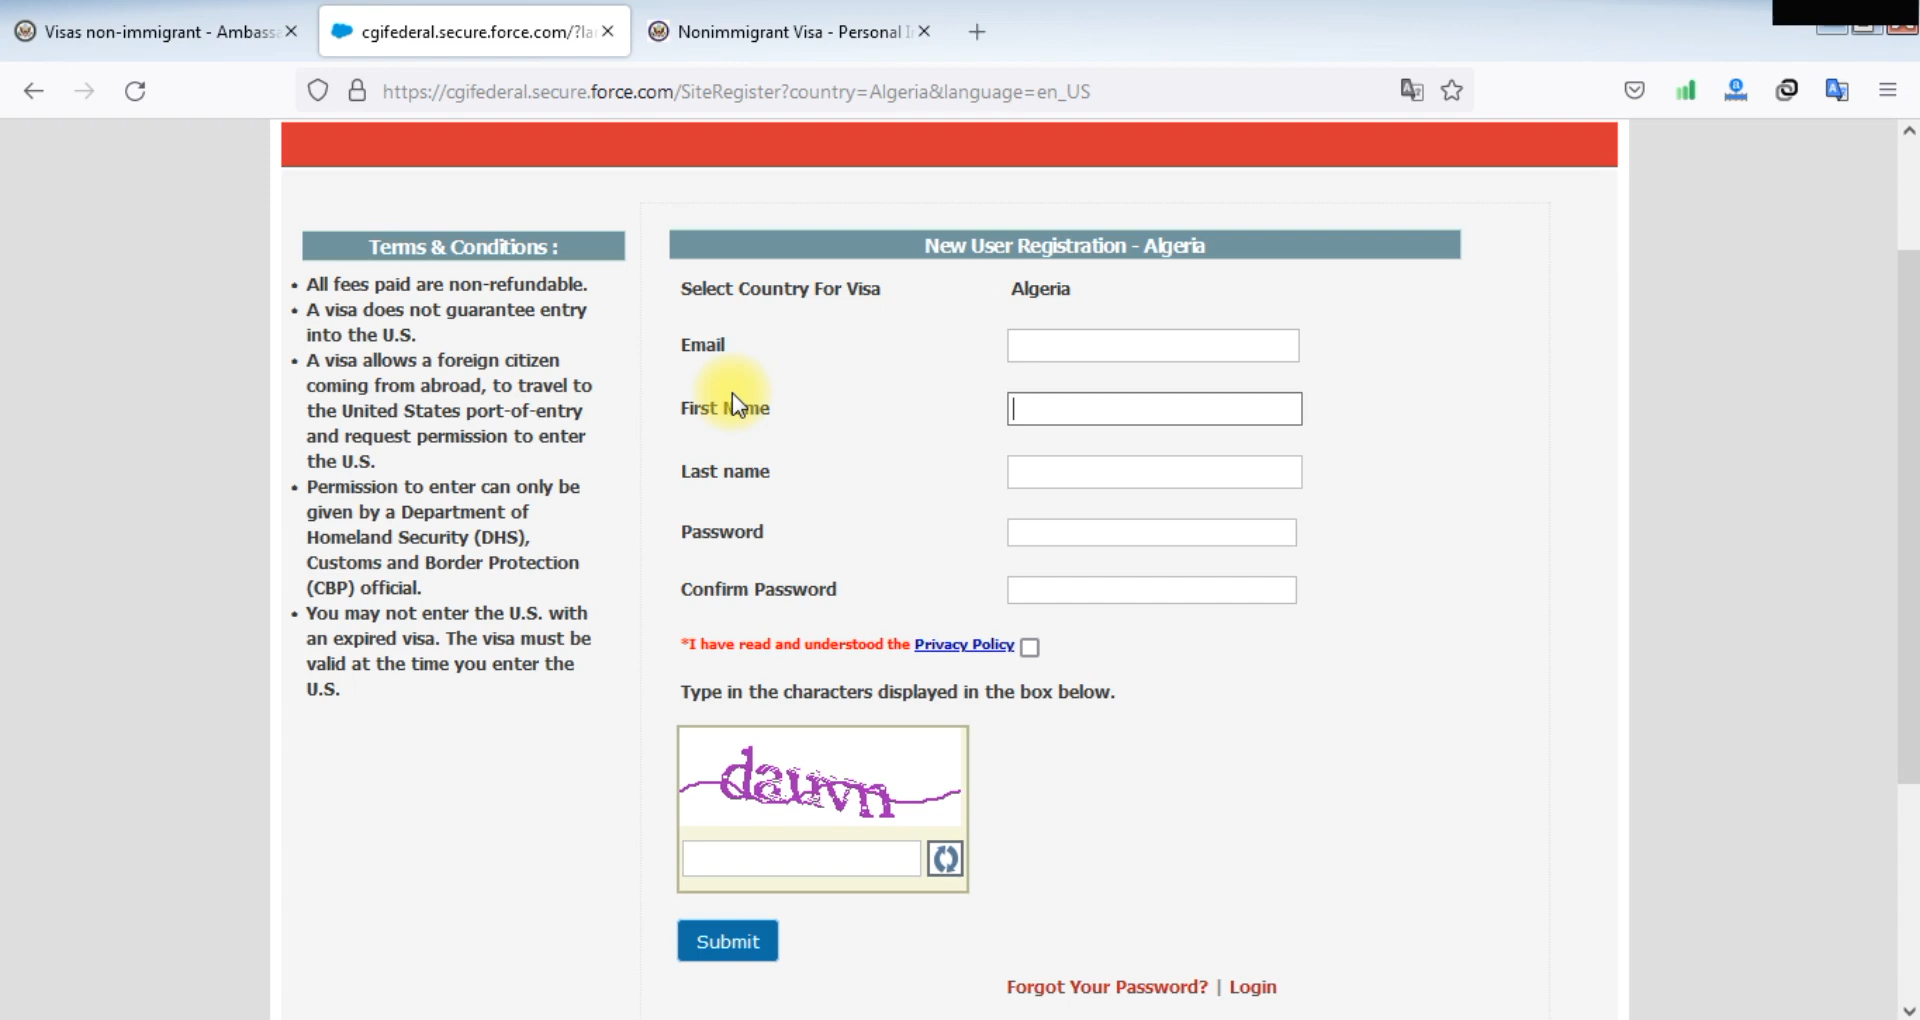 Visas non-immigrant - Ambass
cgifederal.secure.force.com/?la
Nonimmigrant Visa - Personal I
https://cgifederal.secure.force.com/SiteRegister?country=Algeria&language=en_US
Terms & Conditions :
• All fees paid are non-refundable.
• A visa does not guarantee entry
into the U.S.
• A visa allows a foreign citizen
coming from abroad, to travel to
the United States port-of-entry
and request permission to enter
the U.S.
• Permission to enter can only be
given by a Department of
Homeland Security (DHS),
Customs and Border Protection
(CBP) official.
• You may not enter the U.S. with
an expired visa. The visa must be
valid at the time you enter the
U.S.
New User Registration - Algeria
Select Country For Visa Algeria
Email
First Name
Last name
Password
Confirm Password
*I have read and understood the Privacy Policy
Type in the characters displayed in the box below.
Submit
Forgot Your Password? | Login